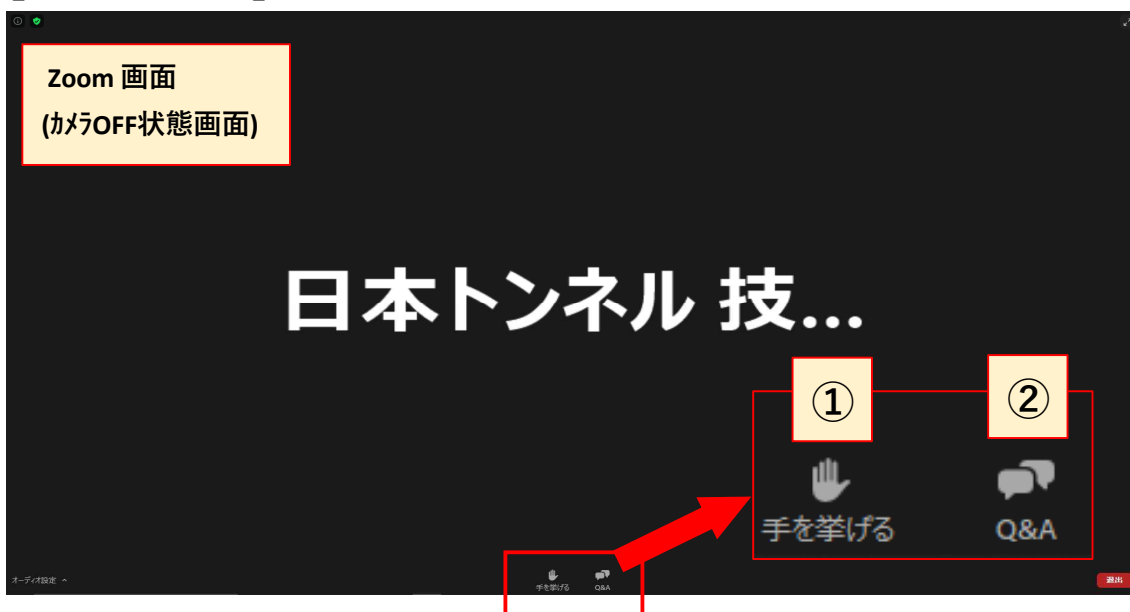 Zoom 画面
(ｶﾒﾗOFF状態画面)
日本トンネル 技...
① ②
手を挙げる Q&A
オーディオ設定 ^ 手を挙げる Q&A 退出